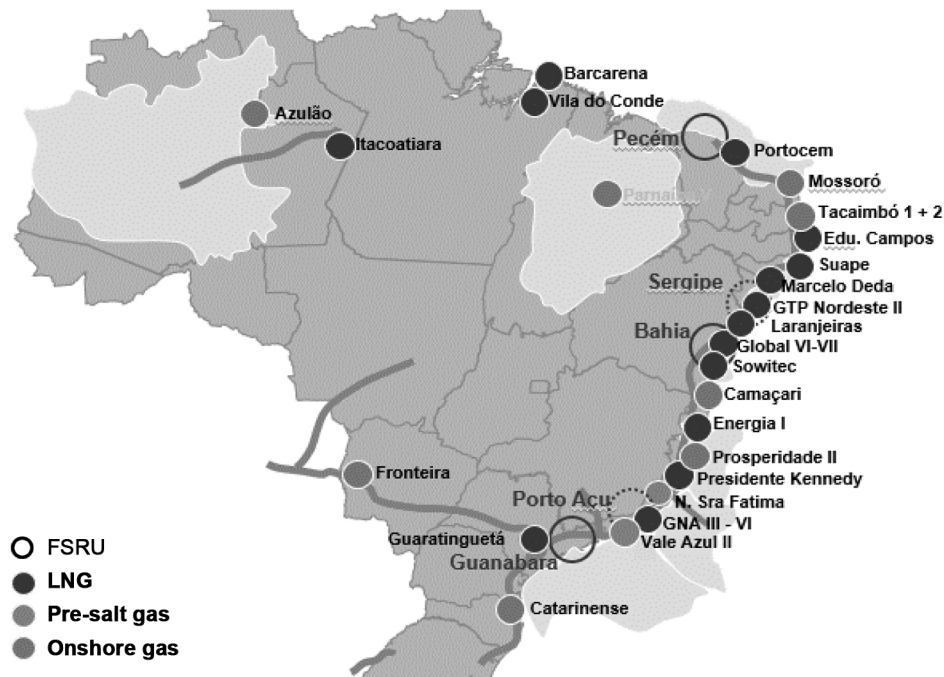 Barcarena
Vila do Conde
Azulão
Itacoatiara
Pecém
Portocem
Mossoró
Parnaíba V
Tacaimbó 1 + 2
Edu. Campos
Suape
Sergipe
Marcelo Deda
GTP Nordeste II
Laranjeiras
Bahia
Global VI-VII
Sowitec
Camaçari
Energia I
Prosperidade II
Fronteira
Presidente Kennedy
Porto Açu
N. Sra Fatima
GNA III - VI
Guaratinguetá
Vale Azul II
Guanabara
Catarinense
FSRU
LNG
Pre-salt gas
Onshore gas